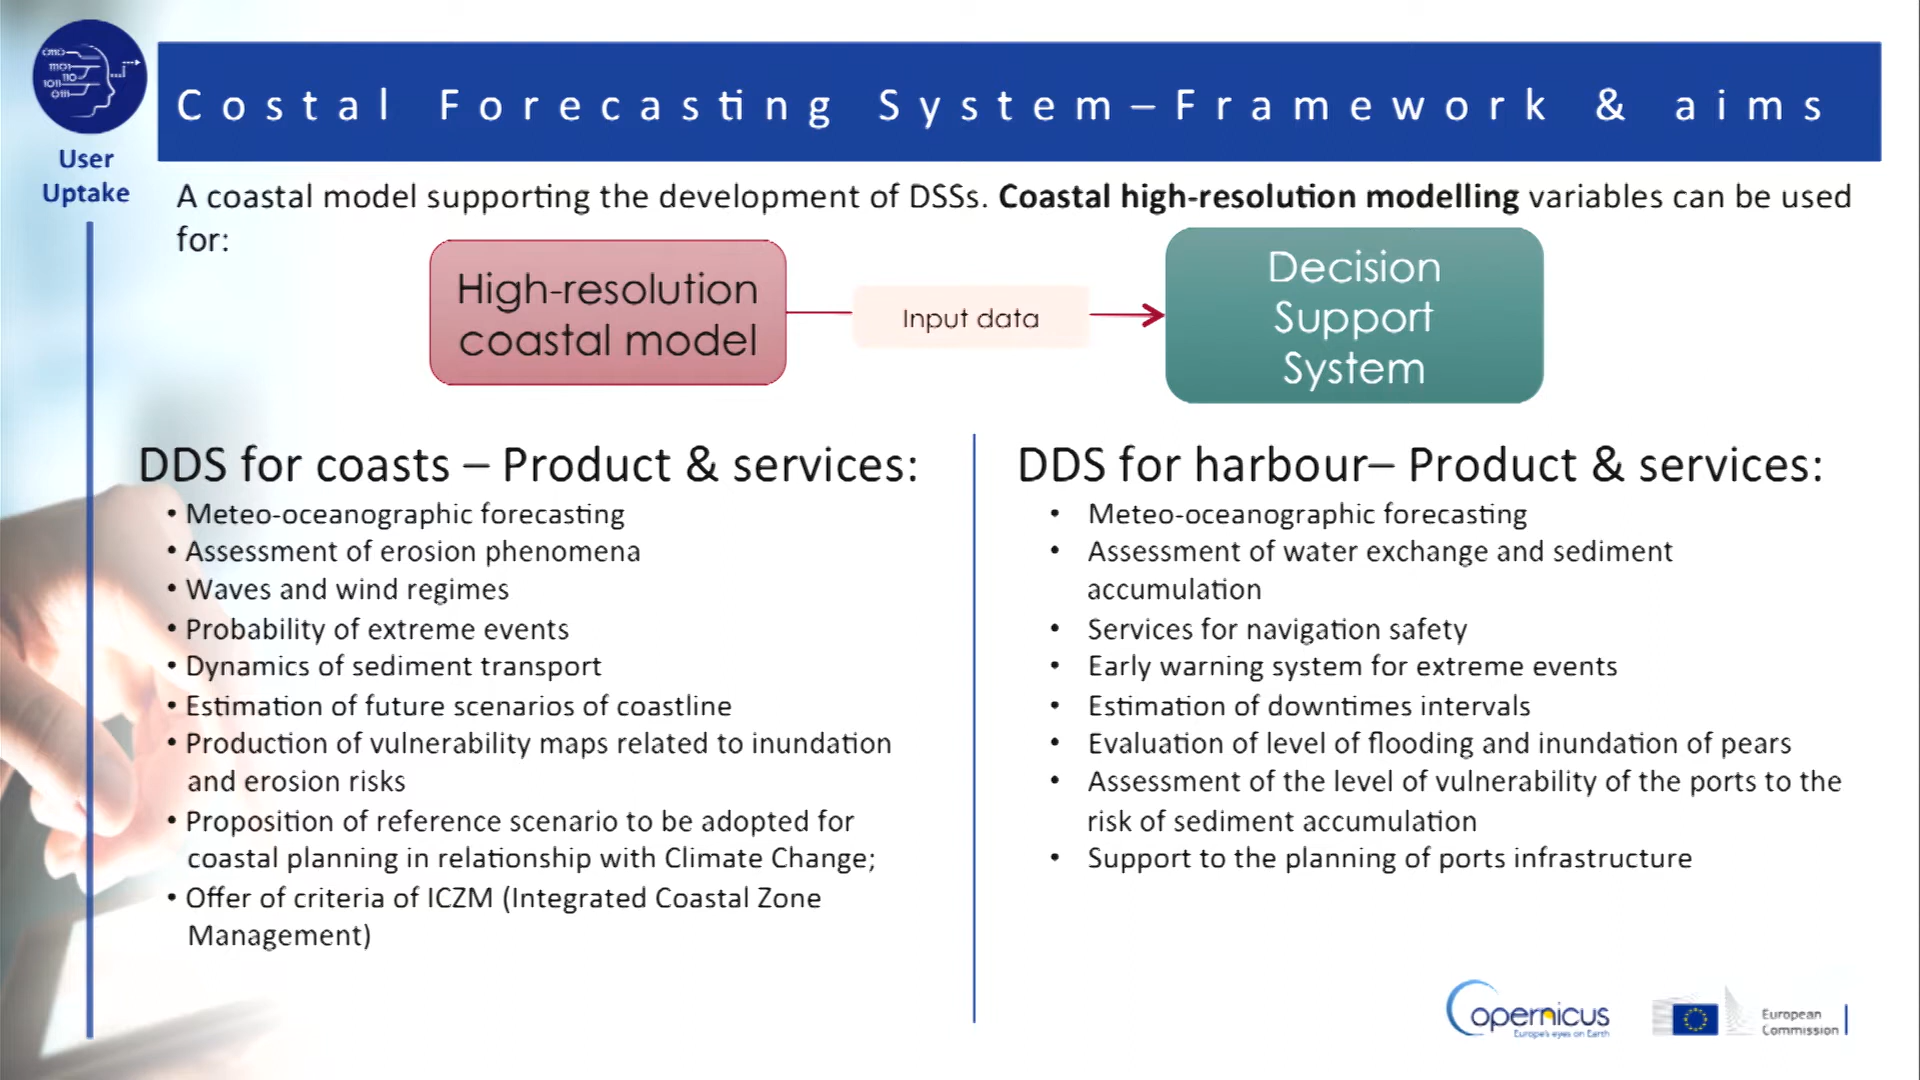 User
Uptake
Costal Forecasting System–Framework & aims
A coastal model supporting the development of DSSs. Coastal high-resolution modelling variables can be used
for:
High-resolution
coastal model
Input data
Decision
Support
System
DDS for coasts – Product & services:
• Meteo-oceanographic forecasting
• Assessment of erosion phenomena
• Waves and wind regimes
• Probability of extreme events
• Dynamics of sediment transport
• Estimation of future scenarios of coastline
• Production of vulnerability maps related to inundation
and erosion risks
• Proposition of reference scenario to be adopted for
coastal planning in relationship with Climate Change;
• Offer of criteria of ICZM (Integrated Coastal Zone
Management)
DDS for harbour– Product & services:
• Meteo-oceanographic forecasting
• Assessment of water exchange and sediment
accumulation
• Services for navigation safety
• Early warning system for extreme events
• Estimation of downtimes intervals
• Evaluation of level of flooding and inundation of pears
• Assessment of the level of vulnerability of the ports to the
risk of sediment accumulation
• Support to the planning of ports infrastructure
Copernicus
Europe's eyes on Earth
European
Commission